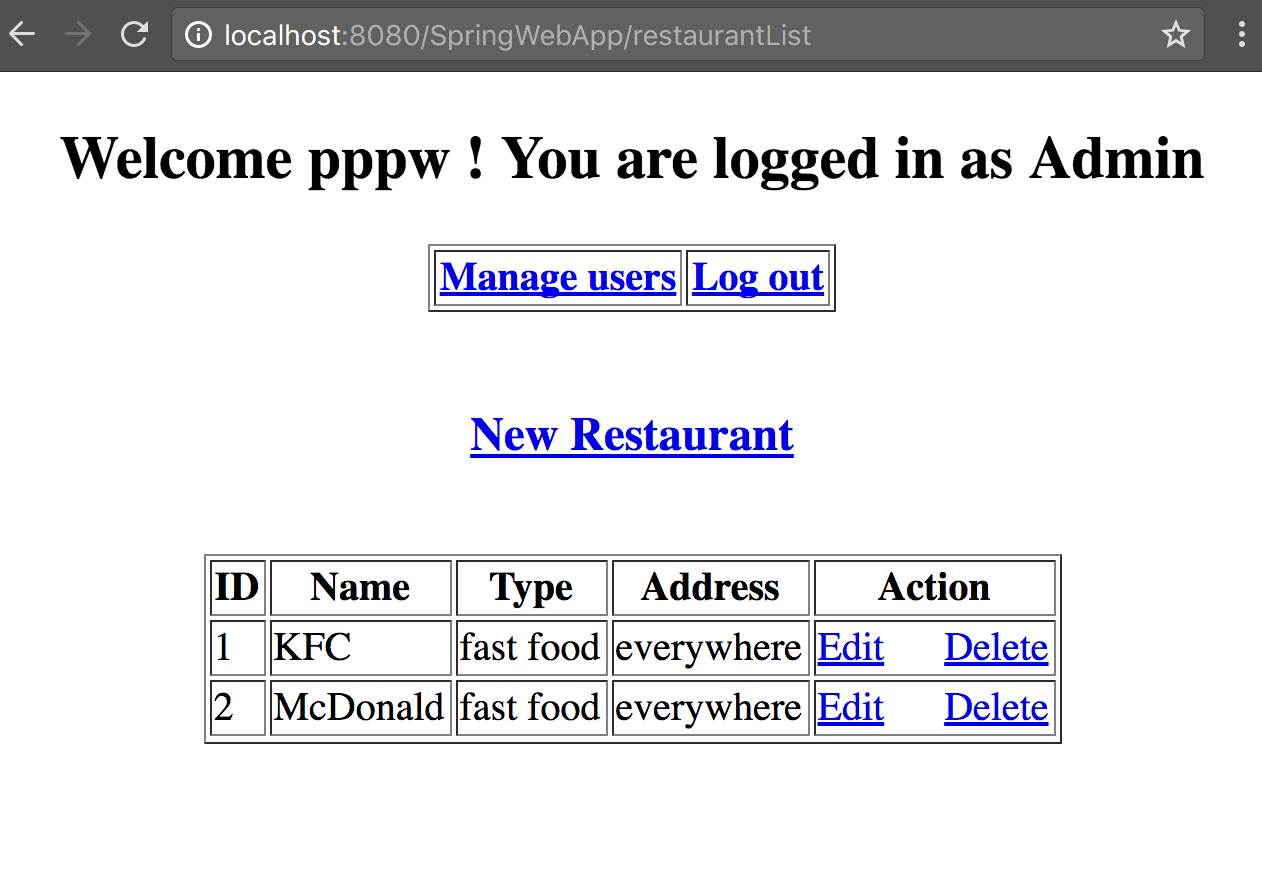 localhost:8080/SpringWebApp/restaurantList
Welcome pppw ! You are logged in as Admin
Manage users Log out
New Restaurant
ID Name Type Address Action
1 KFC fast food everywhere Edit Delete
2 McDonald fast food everywhere Edit Delete